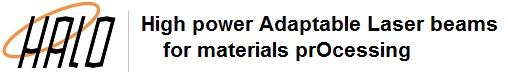 HALO
High power Adaptable Laser beams
for materials prOcessing